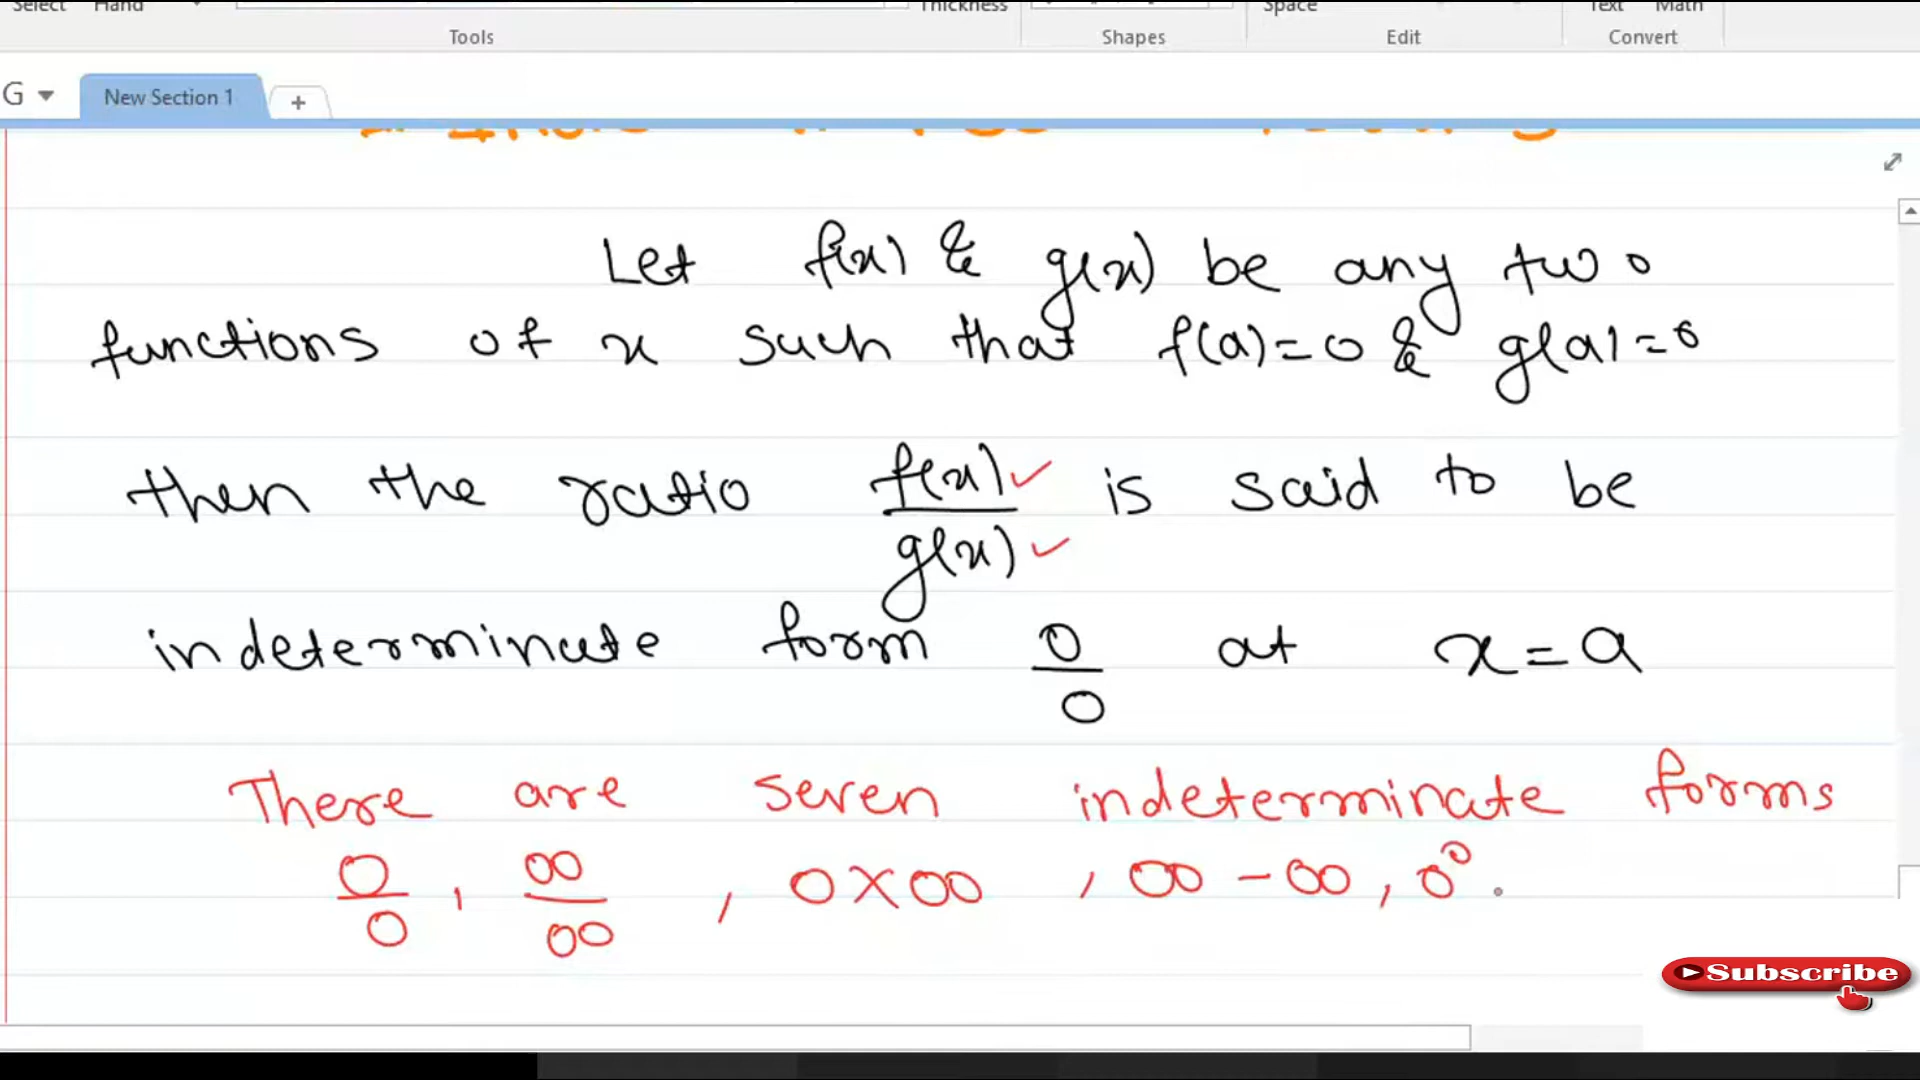 Select Hand Thickness Space Text Math
Tools Shapes Edit Convert
G New Section 1 +
Let f(x) & g(x) be any two
functions of x such that f(a)=0 & g(a)=0
then the ratio f(x)/g(x) is said to be
indeterminate form 0/0 at x=a
There are seven indeterminate forms
0/0, ∞/∞, 0×∞, ∞-∞, 0⁰
Subscribe